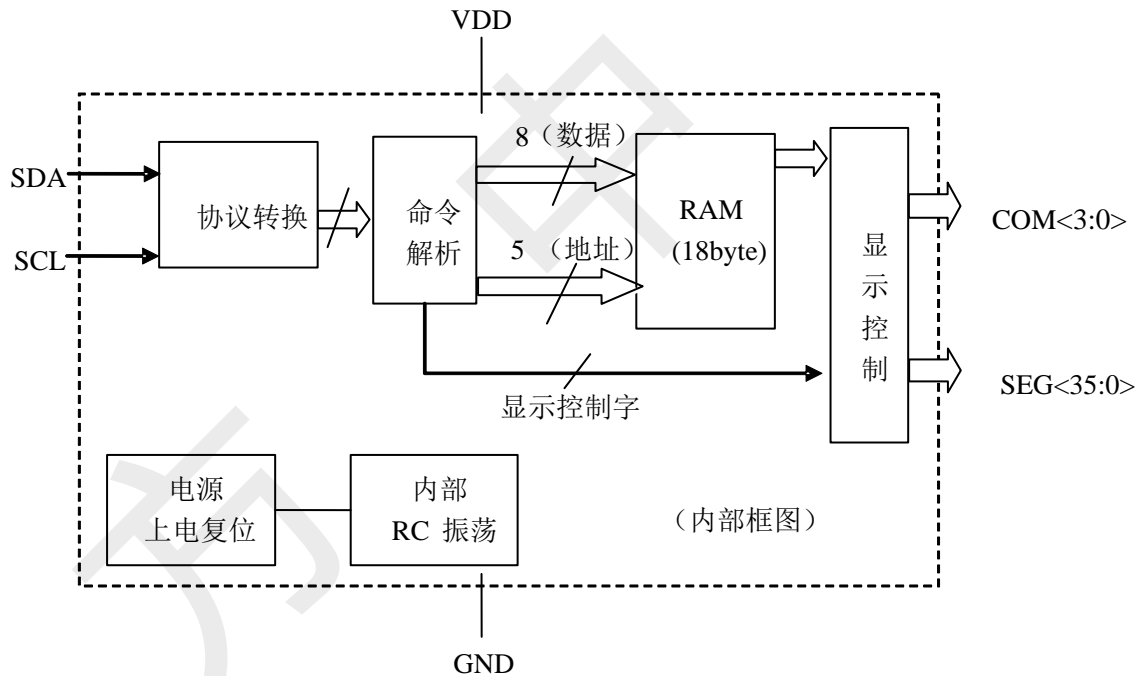 VDD
SDA
SCL
协议转换
命令
解析
8（数据）
5 （地址）
RAM
(18byte)
显
示
控
制
COM<3:0>
SEG<35:0>
显示控制字
电源
上电复位
内部
RC 振荡
（内部框图）
GND
中
方